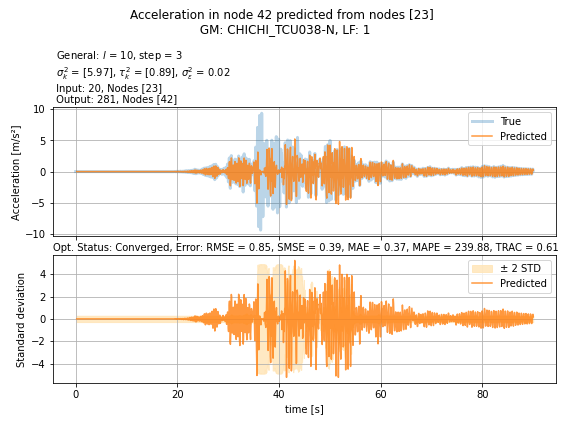 Acceleration in node 42 predicted from nodes [23]
GM: CHICHI_TCU038-N, LF: 1
General: l = 10, step = 3
σ²ₖ = [5.97], τ²ₖ = [0.89], σ²ε = 0.02
Input: 20, Nodes [23]
Output: 281, Nodes [42]
10
5
0
−5
−10
Acceleration [m/s²]
True
Predicted
Opt. Status: Converged, Error: RMSE = 0.85, SMSE = 0.39, MAE = 0.37, MAPE = 239.88, TRAC = 0.61
4
2
0
−2
−4
Standard deviation
± 2 STD
Predicted
0 20 40 60 80
time [s]